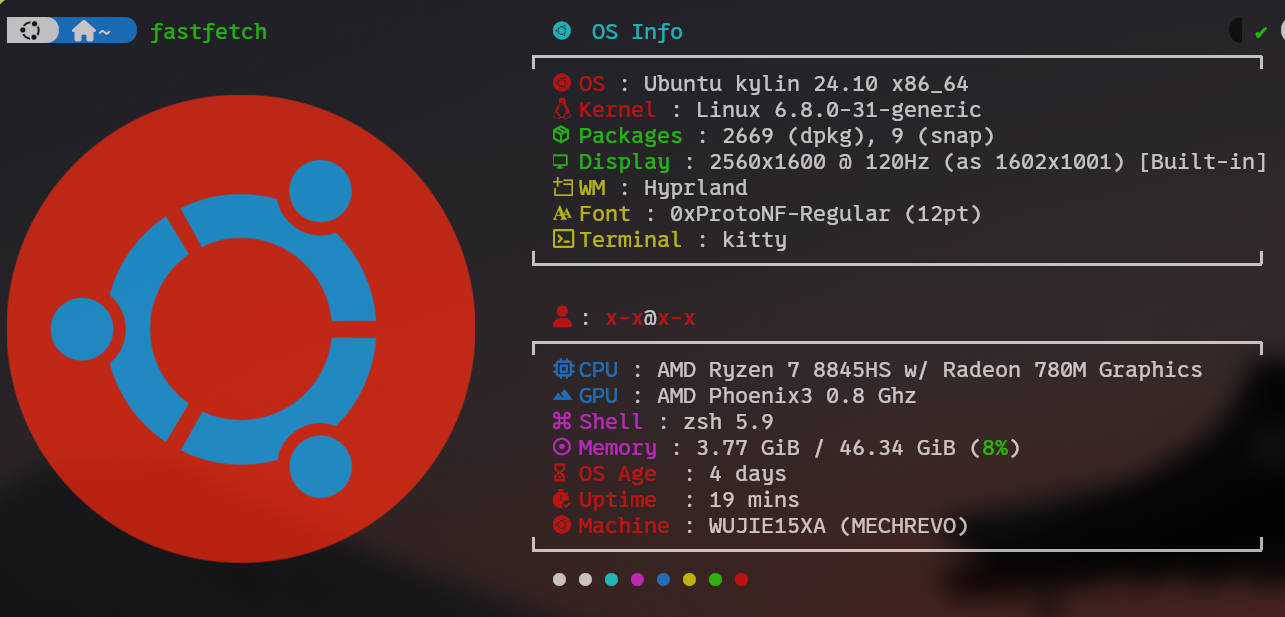 ~ fastfetch
OS Info
OS : Ubuntu kylin 24.10 x86_64
Kernel : Linux 6.8.0-31-generic
Packages : 2669 (dpkg), 9 (snap)
Display : 2560x1600 @ 120Hz (as 1602x1001) [Built-in]
WM : Hyprland
Font : 0xProtoNF-Regular (12pt)
Terminal : kitty
: x-x@x-x
CPU : AMD Ryzen 7 8845HS w/ Radeon 780M Graphics
GPU : AMD Phoenix3 0.8 Ghz
Shell : zsh 5.9
Memory : 3.77 GiB / 46.34 GiB (8%)
OS Age : 4 days
Uptime : 19 mins
Machine : WUJIE15XA (MECHREVO)